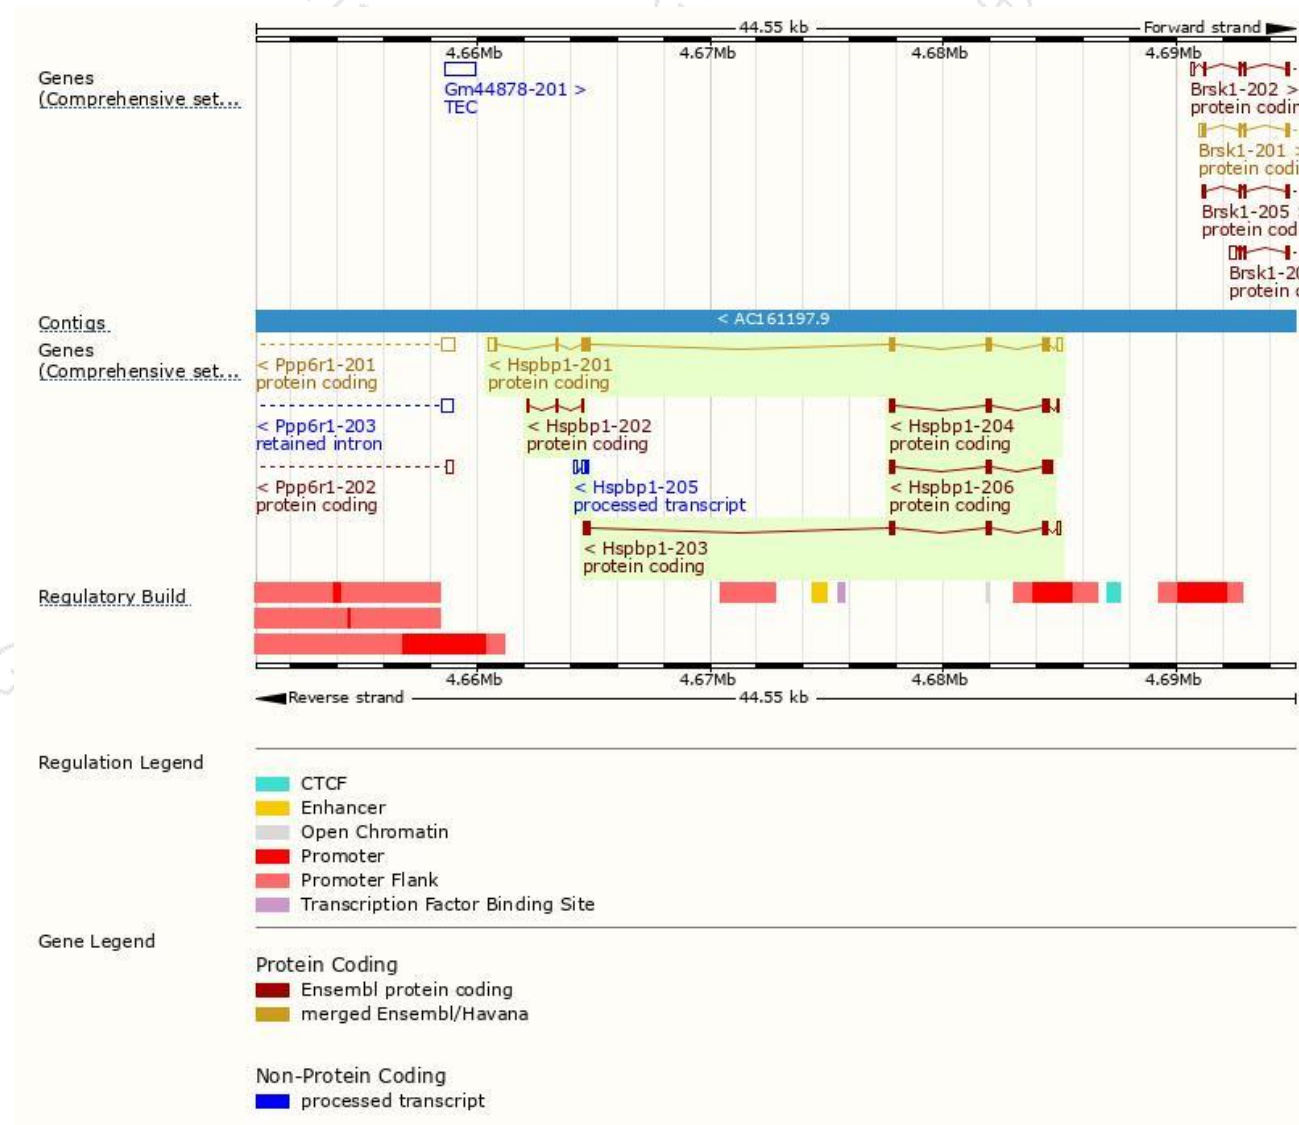 44.55 kb
Forward strand
4.66Mb 4.67Mb 4.68Mb 4.69Mb
Genes
(Comprehensive set...
Gm44878-201 >
TEC
Brsk1-202 >
protein codin
Brsk1-201 >
protein codi
Brsk1-205
protein cod
Brsk1-20
protein c
Contigs
< AC161197.9
Genes
(Comprehensive set...
< Ppp6r1-201
protein coding
< Hspbp1-201
protein coding
< Ppp6r1-203
retained intron
< Hspbp1-202
protein coding
< Hspbp1-204
protein coding
< Ppp6r1-202
protein coding
< Hspbp1-205
processed transcript
< Hspbp1-206
protein coding
< Hspbp1-203
protein coding
Regulatory Build
4.66Mb 4.67Mb 4.68Mb 4.69Mb
Reverse strand
44.55 kb
Regulation Legend
CTCF
Enhancer
Open Chromatin
Promoter
Promoter Flank
Transcription Factor Binding Site
Gene Legend
Protein Coding
Ensembl protein coding
merged Ensembl/Havana
Non-Protein Coding
processed transcript